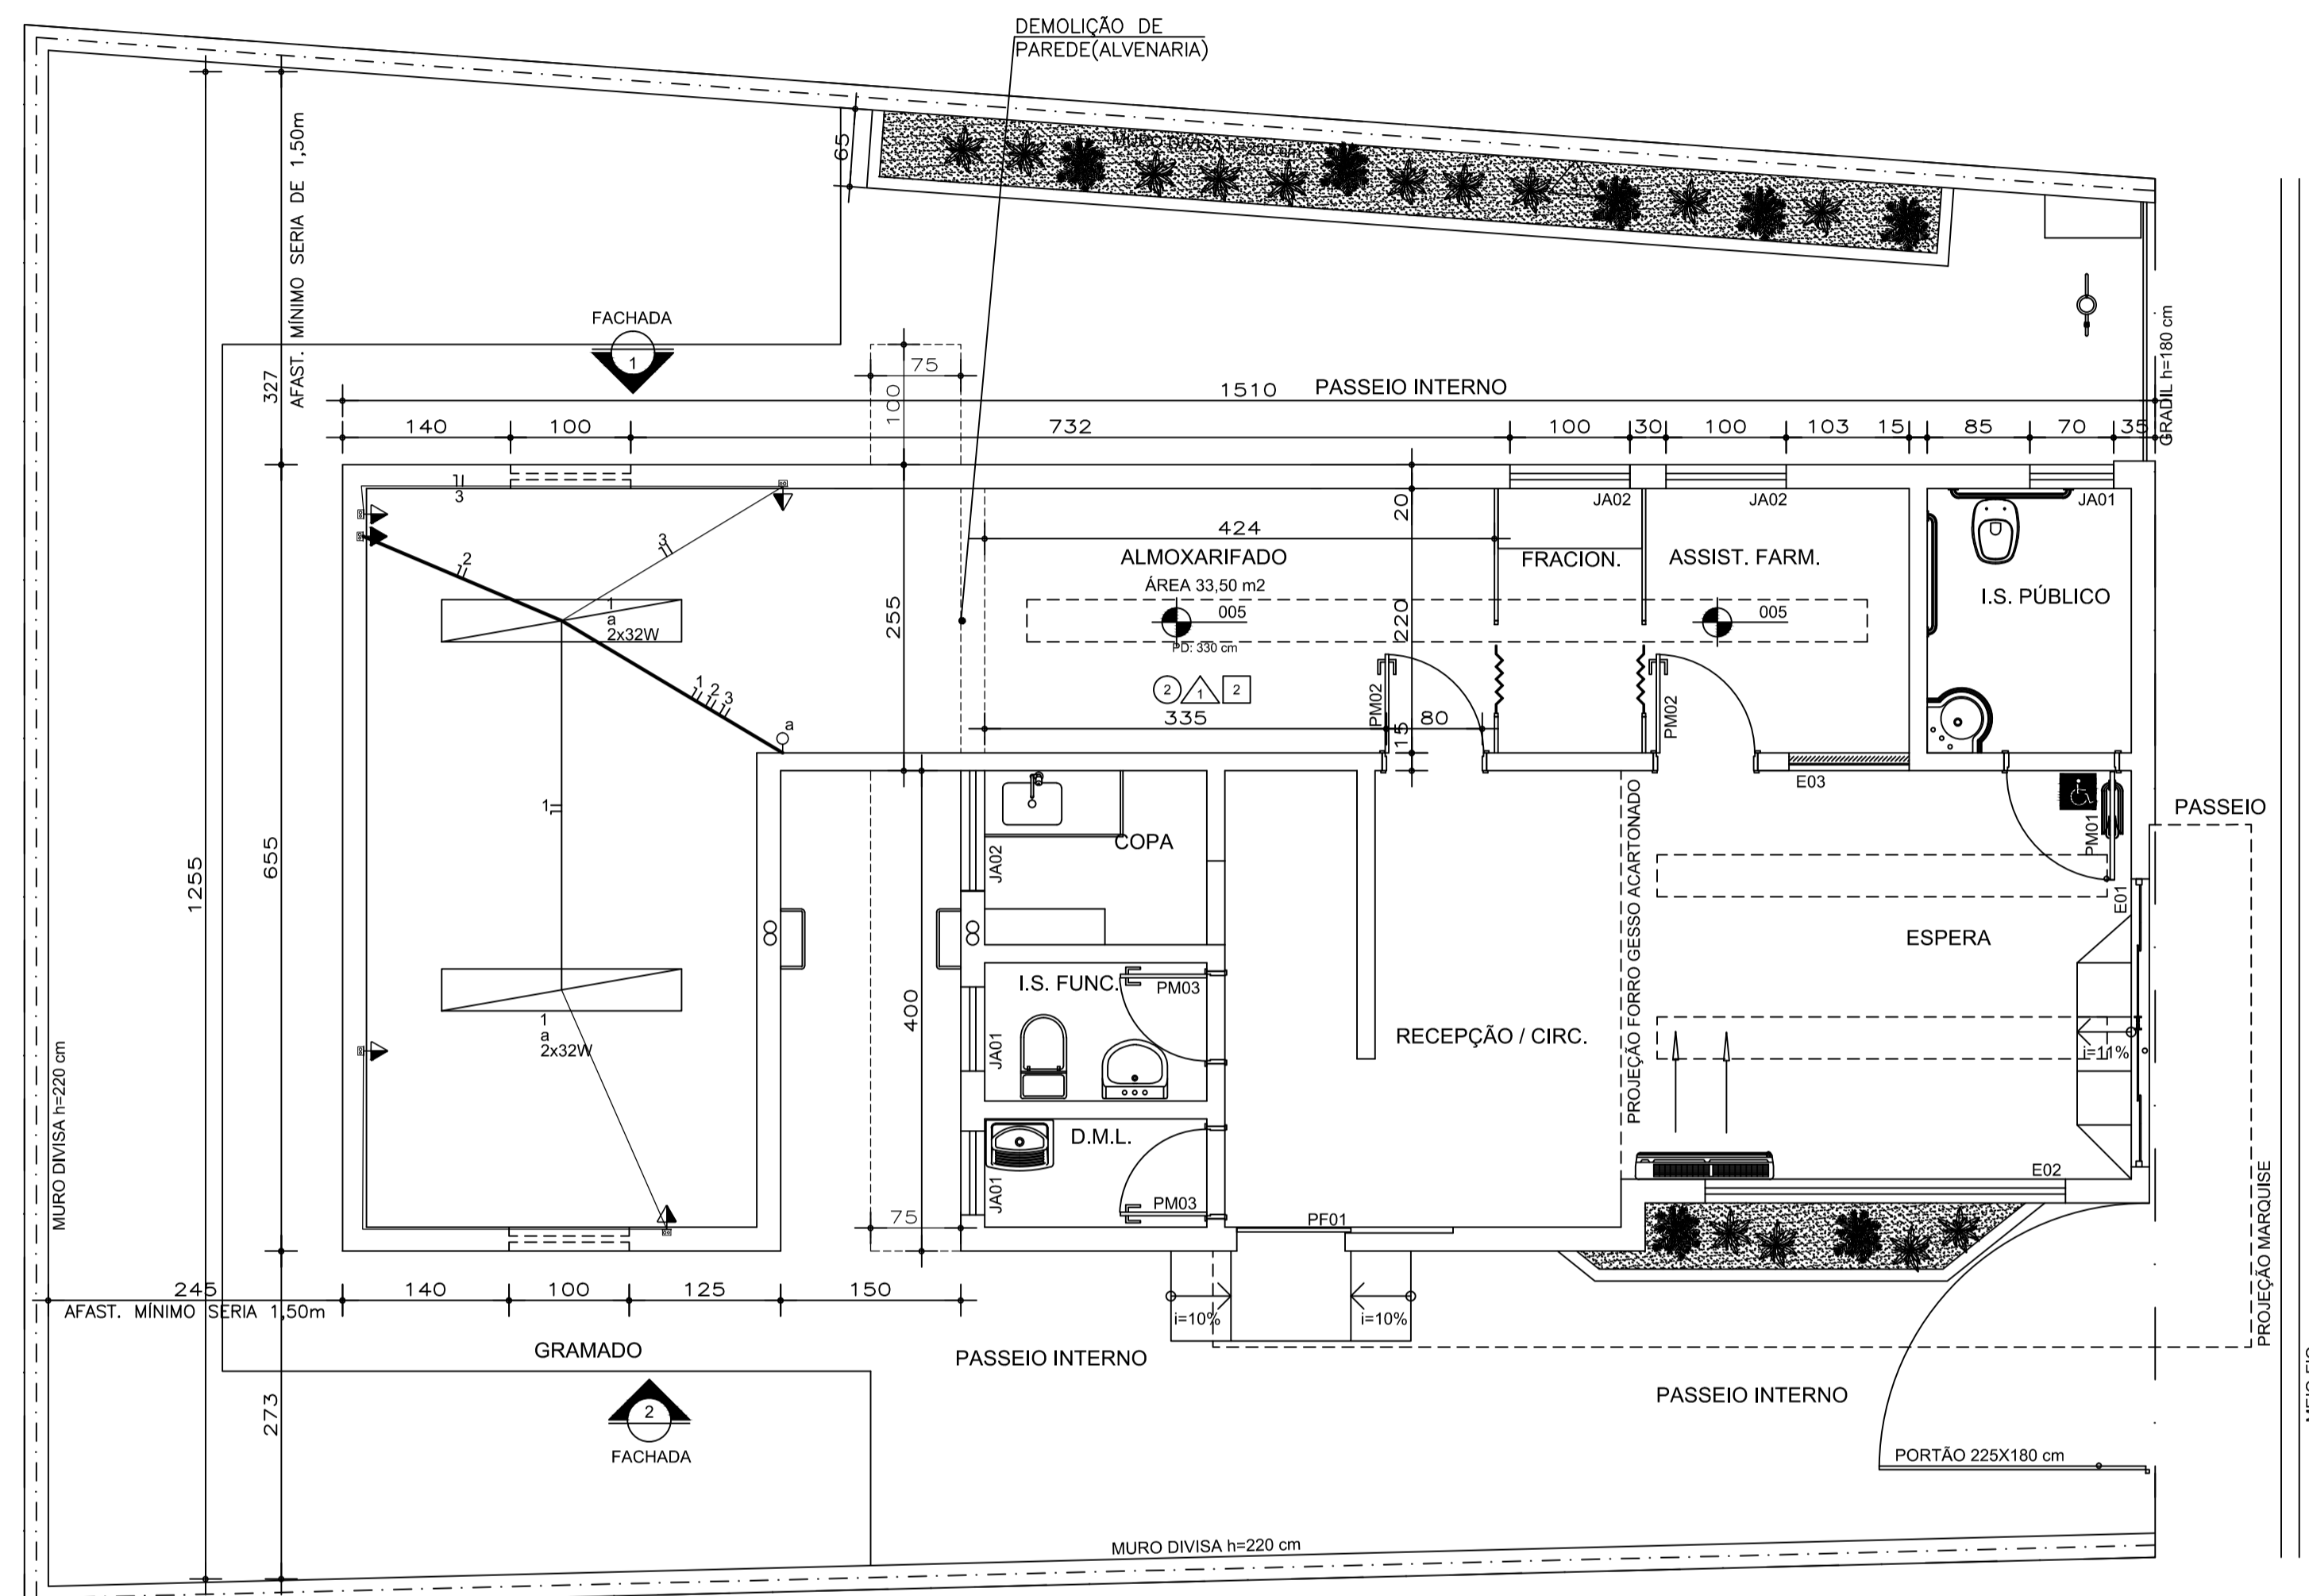 DEMOLIÇÃO DE
PAREDE(ALVENARIA)
AFAST. MÍNIMO SERIA DE 1,50m
65
MURO DIVISA h=220 cm
FACHADA
1
75
100
327
1510
PASSEIO INTERNO
GRADIL h=180 cm
140
100
732
100
30
100
103
15
85
70
35
3
JA02
JA02
JA01
20
424
3
2
ALMOXARIFADO
FRACION.
ASSIST. FARM.
ÁREA 33,50 m2
I.S. PÚBLICO
1
a
2x32W
255
005
220
005
PD: 330 cm
1 2 3
2
1
2
PM02
PM02
a
335
80
15
E03
PROJEÇÃO FORRO GESSO ACARTONADO
PASSEIO
1
COPA
JA02
PM01
1255
655
E01
ESPERA
I.S. FUNC.
PM03
400
1
a
2x32W
JA01
RECEPÇÃO / CIRC.
i=11%
MURO DIVISA h=220 cm
D.M.L.
JA01
PM03
E02
75
PF01
PROJEÇÃO MARQUISE
245
140
100
125
150
AFAST. MÍNIMO SERIA 1,50m
i=10%
i=10%
GRAMADO
PASSEIO INTERNO
PASSEIO INTERNO
273
2
FACHADA
PORTÃO 225X180 cm
MURO DIVISA h=220 cm